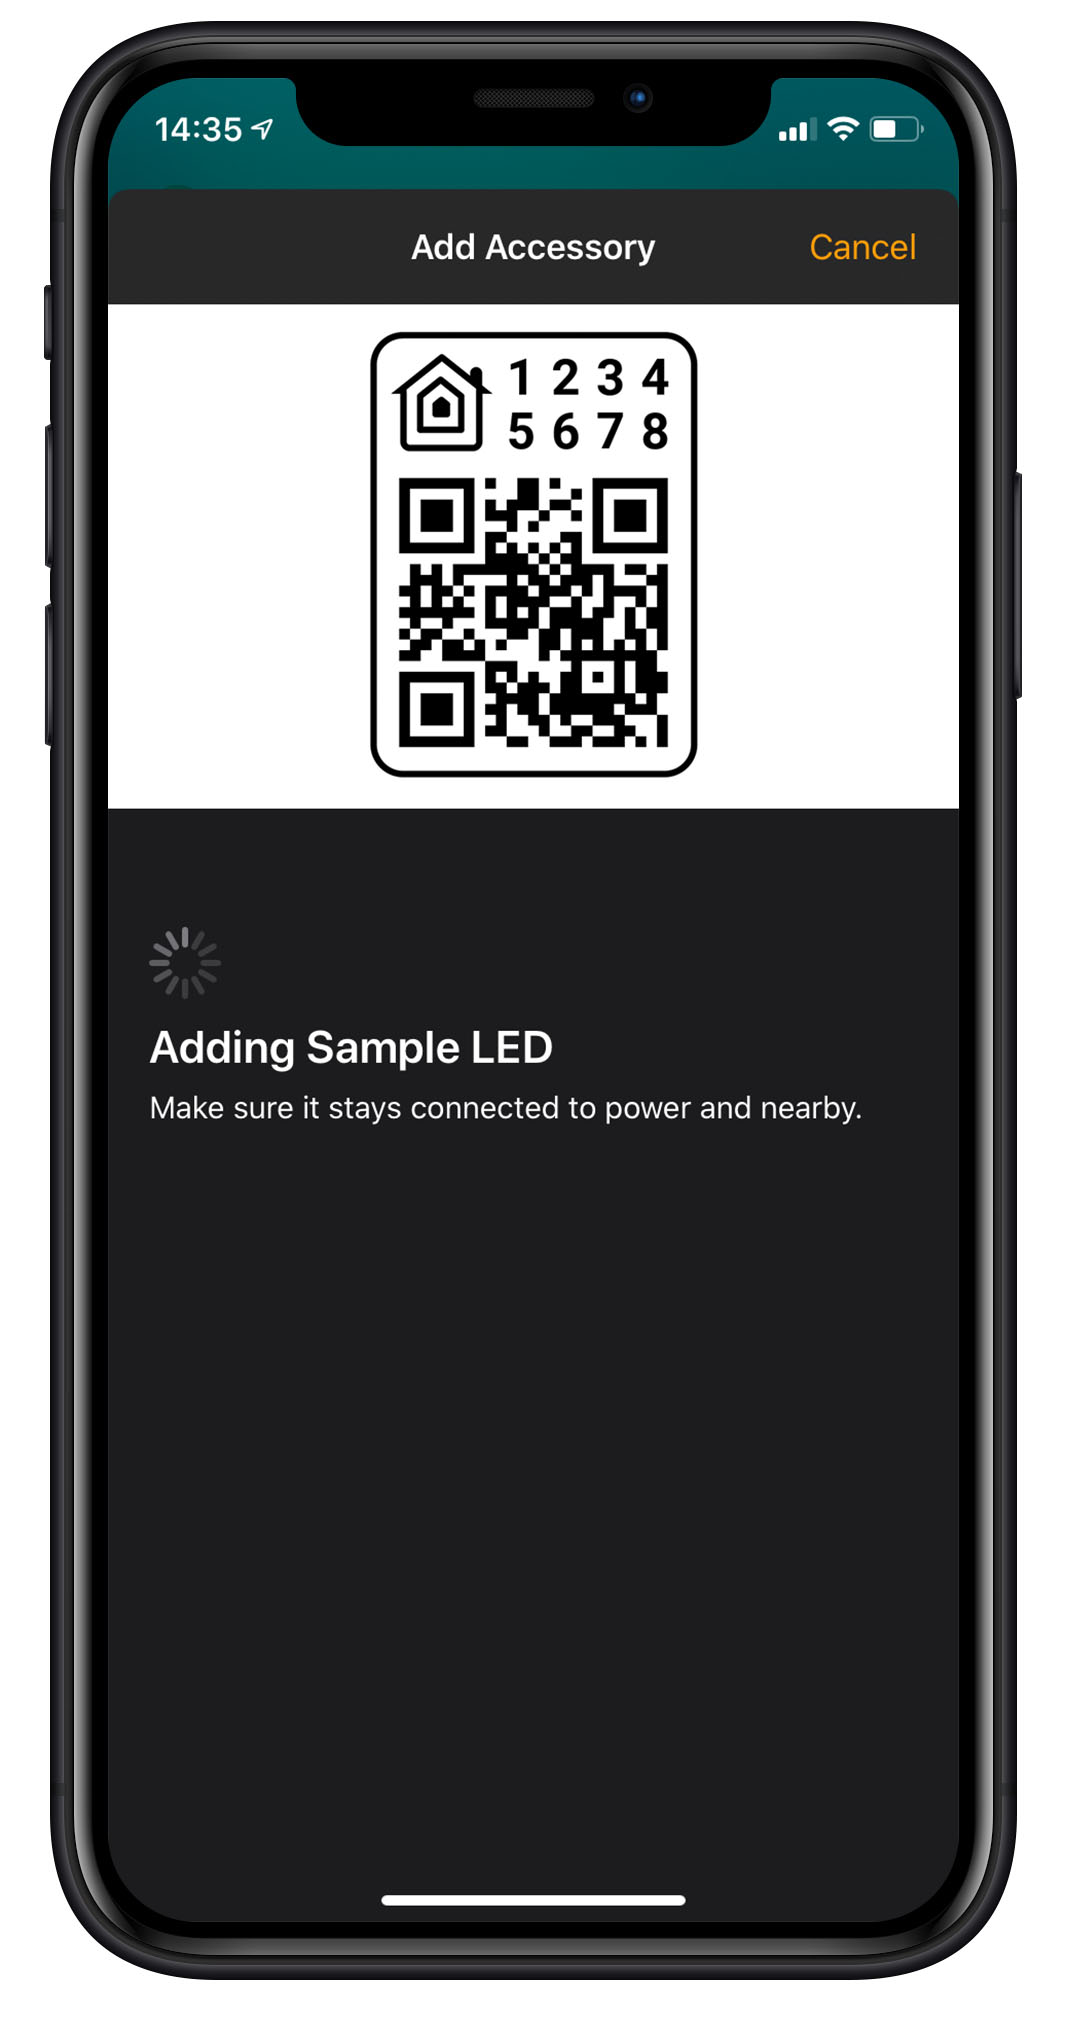 14:35
Add Accessory
Cancel
1 2 3 4
5 6 7 8
Adding Sample LED
Make sure it stays connected to power and nearby.